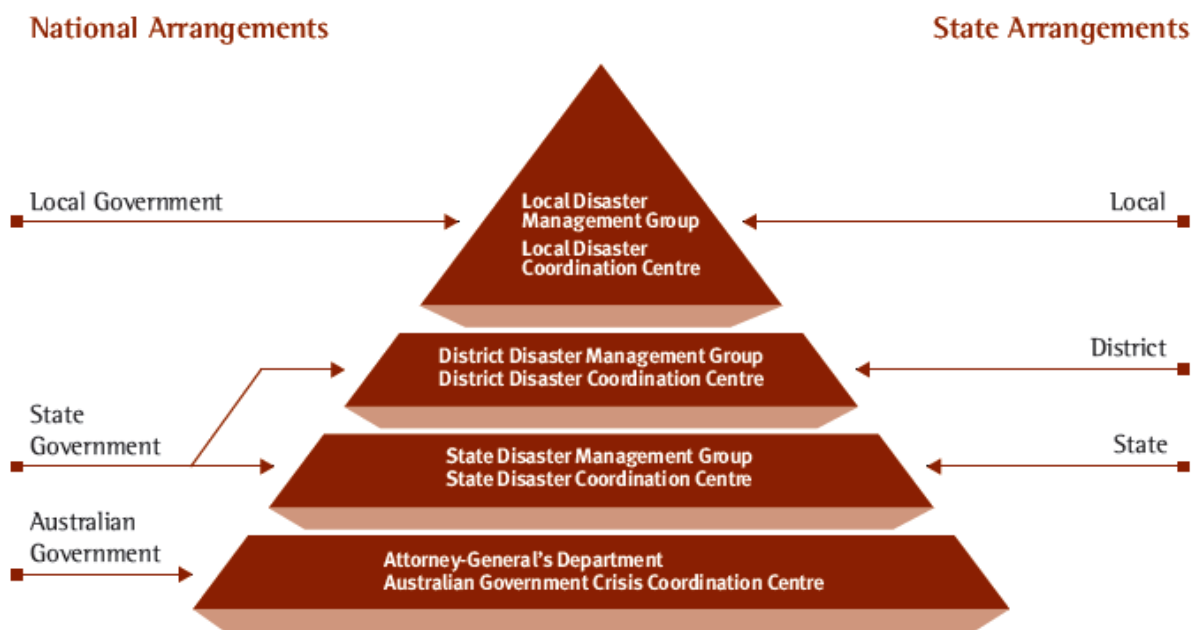 National Arrangements
State Arrangements
Local Government
Local Disaster
Management Group
Local Disaster
Coordination Centre
Local
District Disaster Management Group
District Disaster Coordination Centre
District
State
Government
State Disaster Management Group
State Disaster Coordination Centre
State
Australian
Government
Attorney-General's Department
Australian Government Crisis Coordination Centre